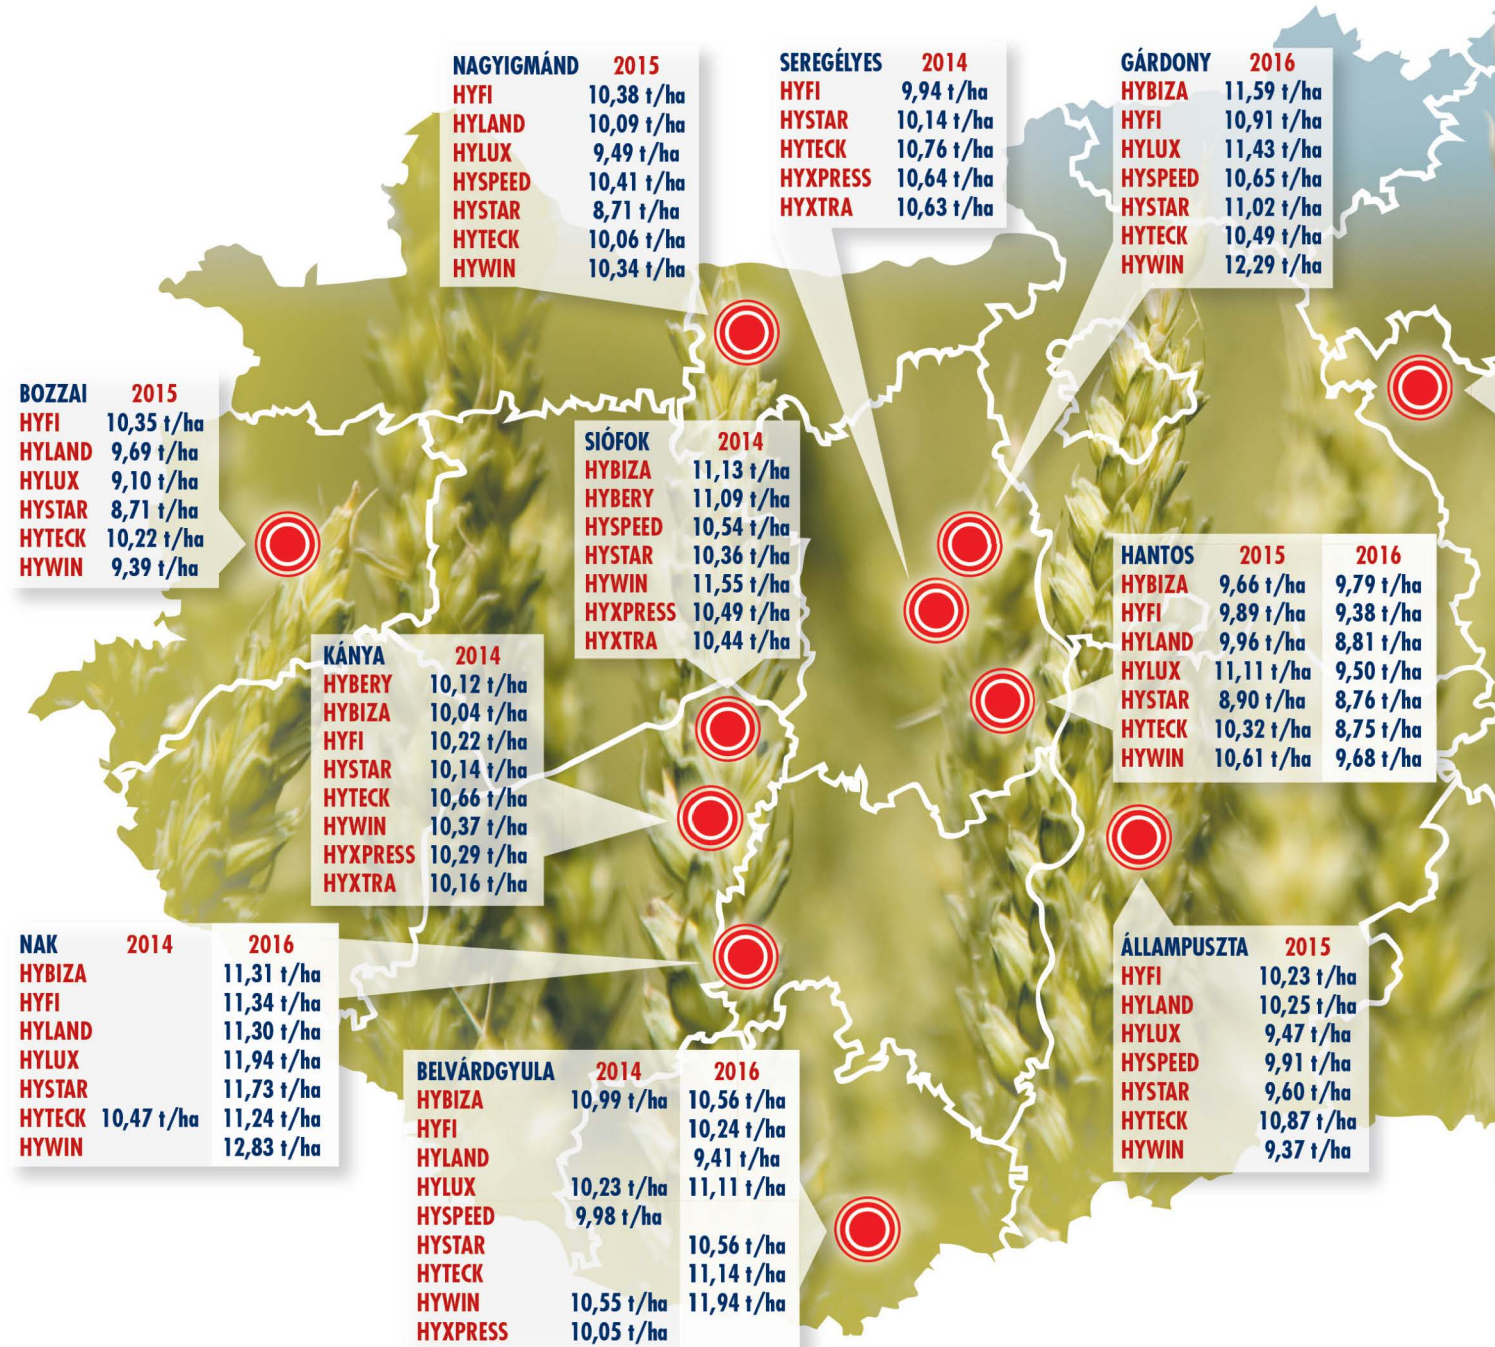 NAGYIGMÁND 2015
HYFI 10,38 t/ha
HYLAND 10,09 t/ha
HYLUX 9,49 t/ha
HYSPEED 10,41 t/ha
HYSTAR 8,71 t/ha
HYTECK 10,06 t/ha
HYWIN 10,34 t/ha
SEREGÉLYES 2014
HYFI 9,94 t/ha
HYSTAR 10,14 t/ha
HYTECK 10,76 t/ha
HYXPRESS 10,64 t/ha
HYXTRA 10,63 t/ha
GÁRDONY 2016
HYBIZA 11,59 t/ha
HYFI 10,91 t/ha
HYLUX 11,43 t/ha
HYSPEED 10,65 t/ha
HYSTAR 11,02 t/ha
HYTECK 10,49 t/ha
HYWIN 12,29 t/ha
BOZZAI 2015
HYFI 10,35 t/ha
HYLAND 9,69 t/ha
HYLUX 9,10 t/ha
HYSTAR 8,71 t/ha
HYTECK 10,22 t/ha
HYWIN 9,39 t/ha
SIÓFOK 2014
HYBIZA 11,13 t/ha
HYBERY 11,09 t/ha
HYSPEED 10,54 t/ha
HYSTAR 10,36 t/ha
HYWIN 11,55 t/ha
HYXPRESS 10,49 t/ha
HYXTRA 10,44 t/ha
HANTOS 2015 2016
HYBIZA 9,66 t/ha 9,79 t/ha
HYFI 9,89 t/ha 9,38 t/ha
HYLAND 9,96 t/ha 8,81 t/ha
HYLUX 11,11 t/ha 9,50 t/ha
HYSTAR 8,90 t/ha 8,76 t/ha
HYTECK 10,32 t/ha 8,75 t/ha
HYWIN 10,61 t/ha 9,68 t/ha
KÁNYA 2014
HYBERY 10,12 t/ha
HYBIZA 10,04 t/ha
HYFI 10,22 t/ha
HYSTAR 10,14 t/ha
HYTECK 10,66 t/ha
HYWIN 10,37 t/ha
HYXPRESS 10,29 t/ha
HYXTRA 10,16 t/ha
NAK 2014 2016
HYBIZA 11,31 t/ha
HYFI 11,34 t/ha
HYLAND 11,30 t/ha
HYLUX 11,94 t/ha
HYSTAR 11,73 t/ha
HYTECK 10,47 t/ha 11,24 t/ha
HYWIN 12,83 t/ha
ÁLLAMPUSZTA 2015
HYFI 10,23 t/ha
HYLAND 10,25 t/ha
HYLUX 9,47 t/ha
HYSPEED 9,91 t/ha
HYSTAR 9,60 t/ha
HYTECK 10,87 t/ha
HYWIN 9,37 t/ha
BELVÁRDGYULA 2014 2016
HYBIZA 10,99 t/ha 10,56 t/ha
HYFI 10,24 t/ha
HYLAND 9,41 t/ha
HYLUX 10,23 t/ha 11,11 t/ha
HYSPEED 9,98 t/ha
HYSTAR 10,56 t/ha
HYTECK 11,14 t/ha
HYWIN 10,55 t/ha 11,94 t/ha
HYXPRESS 10,05 t/ha